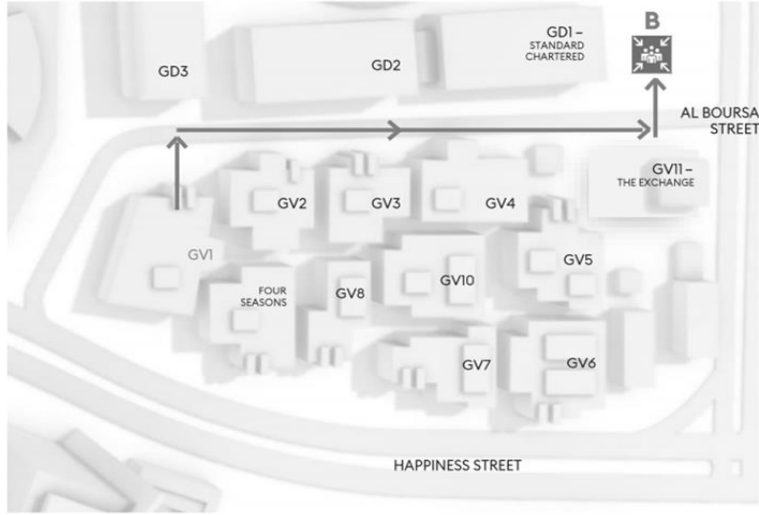 B
GD1 –
STANDARD
CHARTERED
GD2
GD3
AL BOURSA
STREET
GV11 –
THE EXCHANGE
GV2
GV3
GV4
GV1
GV5
GV10
FOUR
SEASONS
GV8
GV7
GV6
HAPPINESS STREET